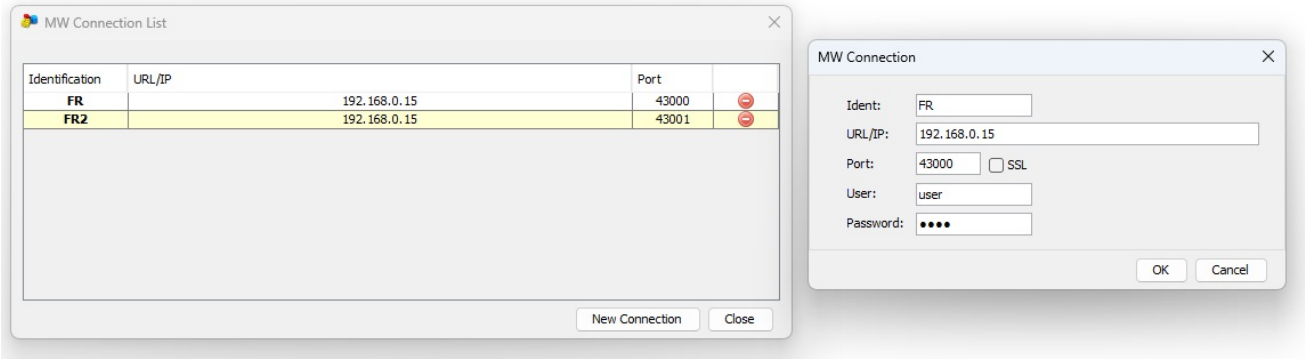 MW Connection List
Identification URL/IP Port
FR 192.168.0.15 43000
FR2 192.168.0.15 43001
New Connection Close
MW Connection
Ident: FR
URL/IP: 192.168.0.15
Port: 43000 SSL
User: user
Password: ●●●●
OK Cancel